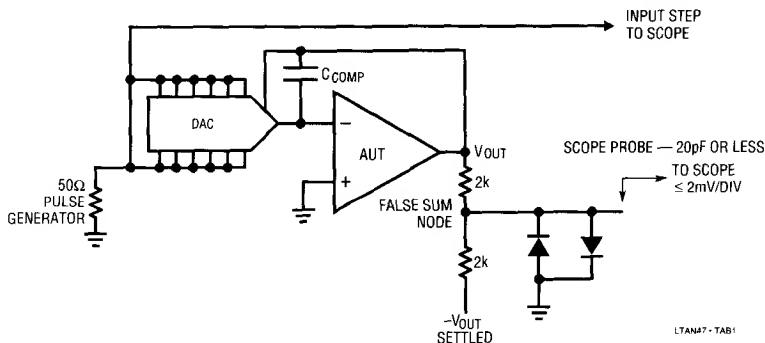 INPUT STEP
TO SCOPE
CCOMP
DAC
−
AUT
+
VOUT
SCOPE PROBE — 20pF OR LESS
TO SCOPE
≤ 2mV/DIV
50Ω
PULSE
GENERATOR
2k
FALSE SUM
NODE
2k
−VOUT
SETTLED
LTAN47 • TAB1